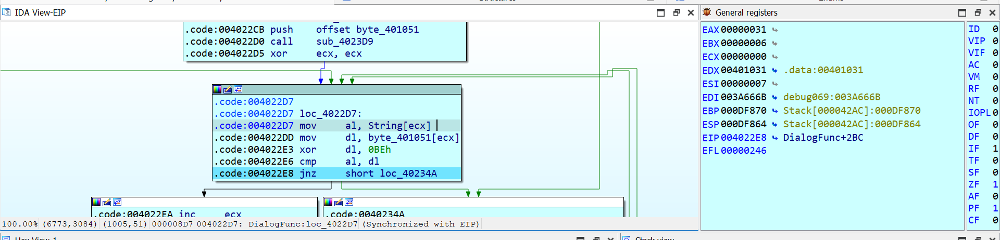 IDA View-EIP
.code:004022CB push offset byte_401051
.code:004022D0 call sub_4023D9
.code:004022D5 xor ecx, ecx
.code:004022D7
.code:004022D7 loc_4022D7:
.code:004022D7 mov al, String[ecx]
.code:004022DD mov dl, byte_401051[ecx]
.code:004022E3 xor dl, 0BEh
.code:004022E6 cmp al, dl
.code:004022E8 jnz short loc_40234A
.code:004022EA inc ecx
.code:0040234A
100.00% (6773,3084) (1005,51) 000008D7 004022D7: DialogFunc:loc_4022D7 (Synchronized with EIP)
General registers
EAX 00000031
EBX 00000006
ECX 00000000
EDX 00401031 .data:00401031
ESI 00000007
EDI 003A666B debug069:003A666B
EBP 000DF870 Stack[000042AC]:000DF870
ESP 000DF864 Stack[000042AC]:000DF864
EIP 004022E8 DialogFunc+2BC
EFL 00000246
ID 0
VIP 0
VIF 0
AC 0
VM 0
RF 0
NT 0
IOPL 0
OF 0
DF 0
IF 1
TF 0
SF 0
ZF 1
AF 0
PF 1
CF 0
Hex View-1
Stack view